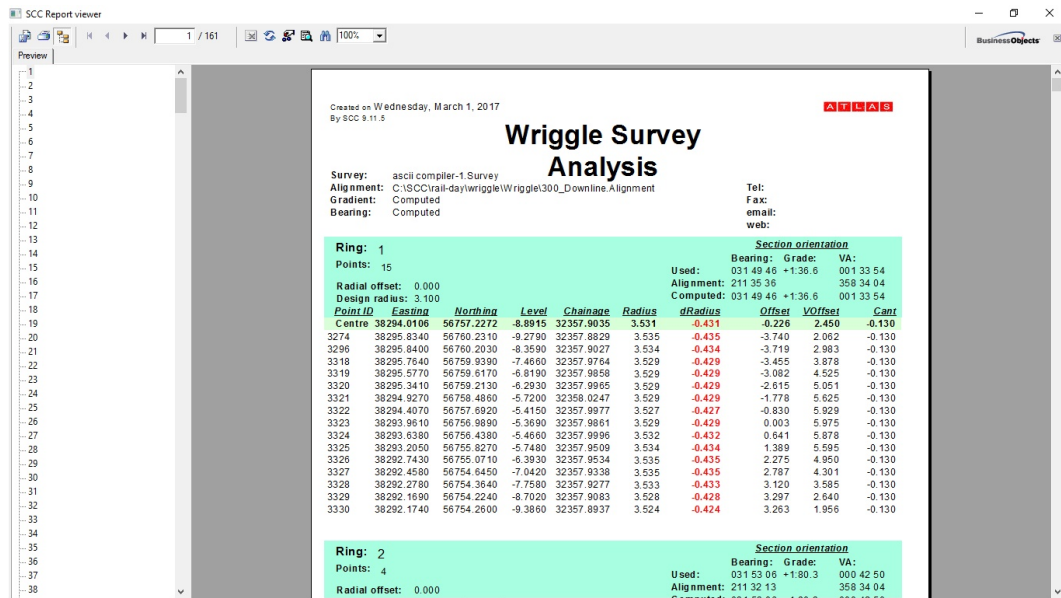 SCC Report viewer
1 / 161
100%
BusinessObjects
Preview
1
2
3
4
5
6
7
8
9
10
11
12
13
14
15
16
17
18
19
20
21
22
23
24
25
26
27
28
29
30
31
32
33
34
35
36
37
38
Created on Wednesday, March 1, 2017
By SCC 9.11.5
ATLAS
Wriggle Survey
Analysis
Survey: ascii compiler-1.Survey
Alignment: C:\SCC\rail-day\wriggle\Wriggle\300_Downline.Alignment
Gradient: Computed
Bearing: Computed
Tel:
Fax:
email:
web:
Ring: 1
Points: 15
Radial offset: 0.000
Design radius: 3.100
Section orientation
Bearing: Grade: VA:
Used: 031 49 46 +1:36.6 001 33 54
Alignment: 211 35 36 358 34 04
Computed: 031 49 46 +1:36.6 001 33 54
Point ID Easting Northing Level Chainage Radius dRadius Offset VOffset Cant
Centre 38294.0106 56757.2272 -8.8915 32357.9035 3.531 -0.431 -0.226 2.450 -0.130
3274 38295.8340 56760.2310 -9.2790 32357.8829 3.535 -0.435 -3.740 2.062 -0.130
3296 38295.8400 56760.2030 -8.3590 32357.9027 3.534 -0.434 -3.719 2.983 -0.130
3318 38295.7640 56759.9390 -7.4660 32357.9764 3.529 -0.429 -3.455 3.878 -0.130
3319 38295.5770 56759.6170 -6.8190 32357.9858 3.529 -0.429 -3.082 4.525 -0.130
3320 38295.3410 56759.2130 -6.2930 32357.9965 3.529 -0.429 -2.615 5.051 -0.130
3321 38294.9270 56758.4860 -5.7200 32358.0247 3.529 -0.429 -1.778 5.625 -0.130
3322 38294.4070 56757.6920 -5.4150 32357.9977 3.527 -0.427 -0.830 5.929 -0.130
3323 38293.9610 56756.9890 -5.3690 32357.9861 3.529 -0.429 0.003 5.975 -0.130
3324 38293.6380 56756.4380 -5.4660 32357.9996 3.532 -0.432 0.641 5.878 -0.130
3325 38293.2050 56755.8270 -5.7480 32357.9509 3.534 -0.434 1.389 5.595 -0.130
3326 38292.7430 56755.0710 -6.3930 32357.9534 3.535 -0.435 2.275 4.950 -0.130
3327 38292.4580 56754.6450 -7.0420 32357.9338 3.535 -0.435 2.787 4.301 -0.130
3328 38292.2780 56754.3640 -7.7580 32357.9277 3.533 -0.433 3.120 3.585 -0.130
3329 38292.1690 56754.2240 -8.7020 32357.9083 3.528 -0.428 3.297 2.640 -0.130
3330 38292.1740 56754.2600 -9.3860 32357.8937 3.524 -0.424 3.263 1.956 -0.130
Ring: 2
Points: 4
Radial offset: 0.000
Section orientation
Bearing: Grade: VA:
Used: 031 53 06 +1:80.3 000 42 50
Alignment: 211 32 13 358 34 04